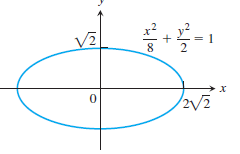 y
√2
x²/8 + y²/2 = 1
0
2√2
x